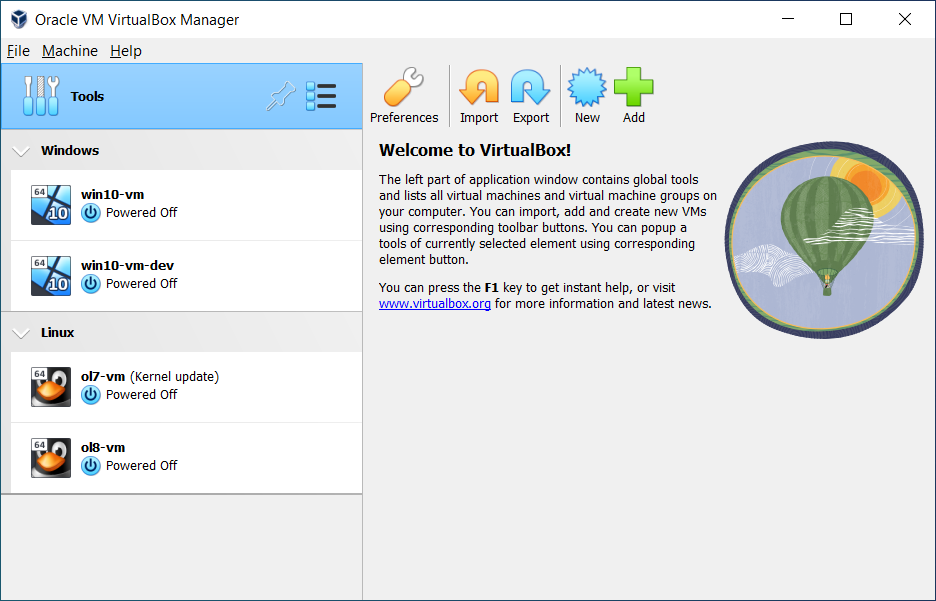 Oracle VM VirtualBox Manager
File Machine Help
Tools
Preferences Import Export New Add
Windows
64
10
win10-vm
Powered Off
64
10
win10-vm-dev
Powered Off
Linux
64
ol7-vm (Kernel update)
Powered Off
64
ol8-vm
Powered Off
Welcome to VirtualBox!
The left part of application window contains global tools
and lists all virtual machines and virtual machine groups on
your computer. You can import, add and create new VMs
using corresponding toolbar buttons. You can popup a
tools of currently selected element using corresponding
element button.
You can press the F1 key to get instant help, or visit
www.virtualbox.org for more information and latest news.